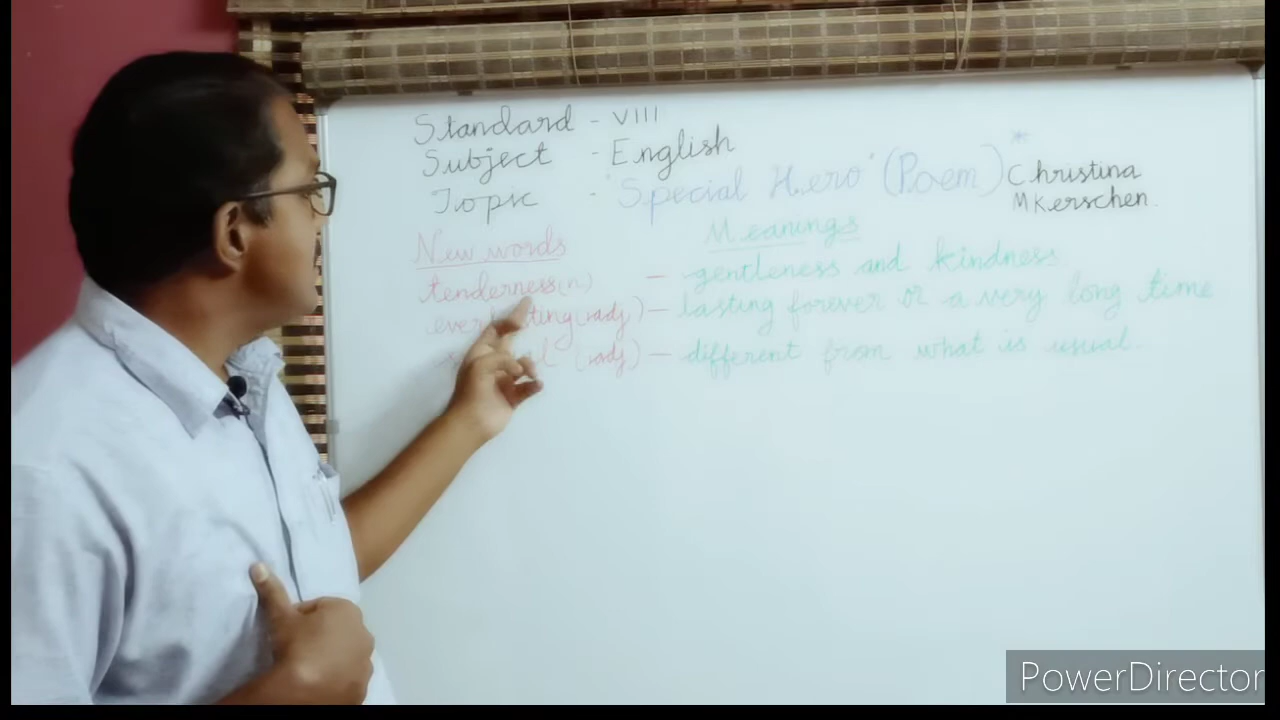 Standard - VIII
Subject - English
Topic - "Special Hero" (Poem) * Christina
M Kerschen.
New words Meanings
tenderness (n) - gentleness and kindness
(adj) - lasting forever or a very long time
(adj) - different from what is usual.
PowerDirector